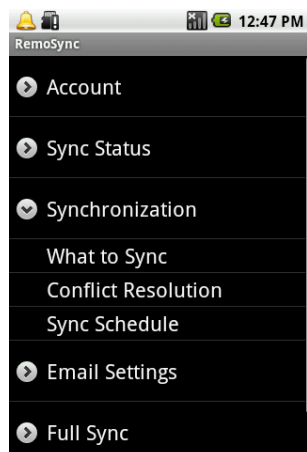 12:47 PM
RemoSync
Account
Sync Status
Synchronization
What to Sync
Conflict Resolution
Sync Schedule
Email Settings
Full Sync